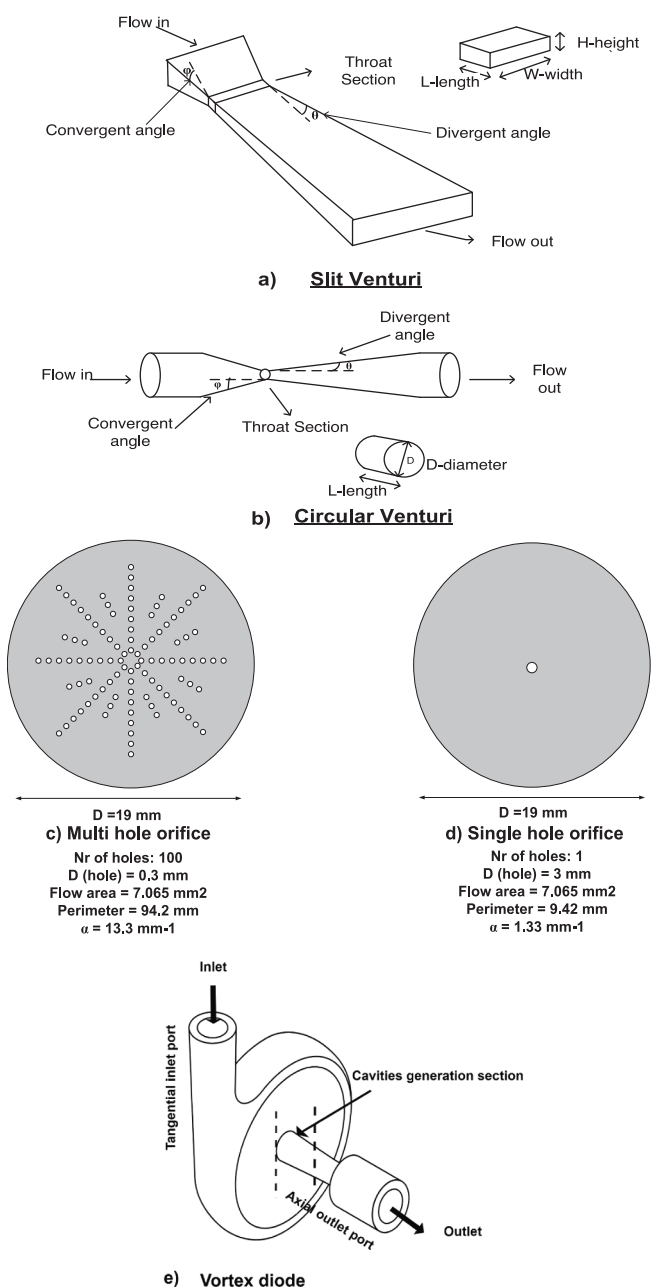 Flow in
H-height
Throat
Section
L-length
W-width
φ
Convergent angle
θ
Divergent angle
Flow out
a) Slit Venturi
Divergent
angle
Flow in
φ
θ
Flow
out
Convergent
angle
Throat Section
D
D-diameter
L-length
b) Circular Venturi
D =19 mm
c) Multi hole orifice
Nr of holes: 100
D (hole) = 0,3 mm
Flow area = 7.065 mm2
Perimeter = 94.2 mm
α = 13.3 mm-1
D =19 mm
d) Single hole orifice
Nr of holes: 1
D (hole) = 3 mm
Flow area = 7.065 mm2
Perimeter = 9.42 mm
α = 1.33 mm-1
Inlet
Tangential inlet port
Cavities generation section
Axial outlet port
Outlet
e) Vortex diode